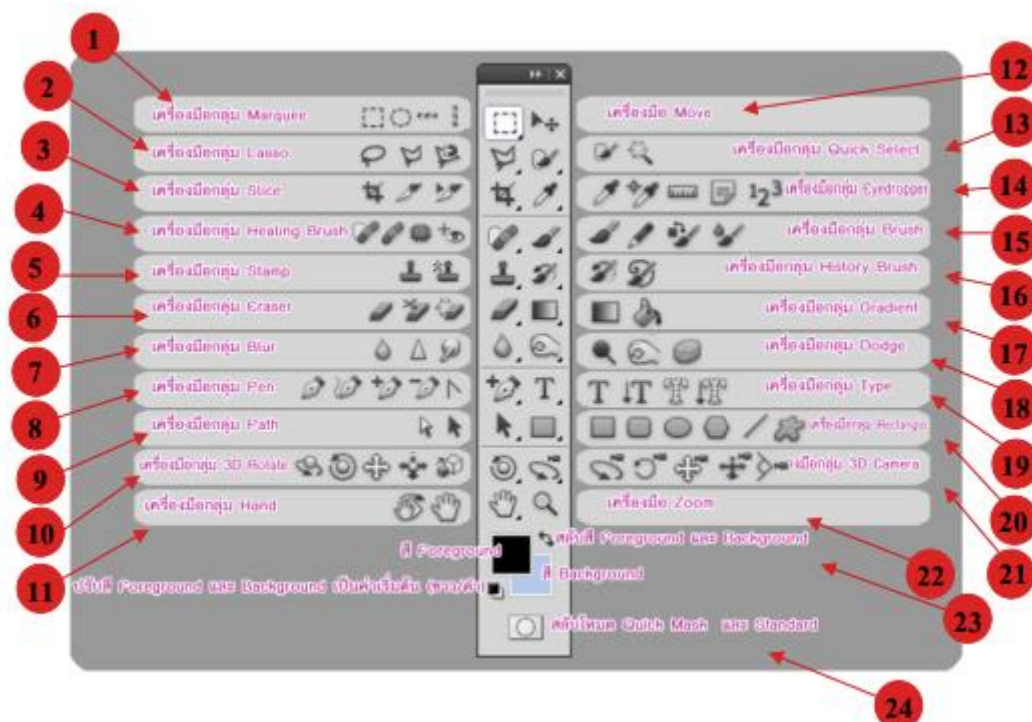 1
เครื่องมือกลุ่ม Marquee
2
เครื่องมือกลุ่ม Lasso
3
เครื่องมือกลุ่ม Slice
4
เครื่องมือกลุ่ม Healing Brush
5
เครื่องมือกลุ่ม Stamp
6
เครื่องมือกลุ่ม Eraser
7
เครื่องมือกลุ่ม Blur
8
เครื่องมือกลุ่ม Pen
9
เครื่องมือกลุ่ม Path
10
เครื่องมือกลุ่ม 3D Rotate
11
เครื่องมือกลุ่ม Hand
12
เครื่องมือ Move
13
เครื่องมือกลุ่ม Quick Select
14
เครื่องมือกลุ่ม Eyedropper
15
เครื่องมือกลุ่ม Brush
16
เครื่องมือกลุ่ม History Brush
17
เครื่องมือกลุ่ม Gradient
18
เครื่องมือกลุ่ม Dodge
19
เครื่องมือกลุ่ม Type
20
เครื่องมือกลุ่ม Rectangle
21
องมือกลุ่ม 3D Camera
22
เครื่องมือ Zoom
สี Foreground
สลับสี Foreground และ Background
23
สี Background
ปรับสี Foreground และ Background เป็นค่าเริ่มต้น (ขาว/ดำ)
สลับโหมด Quick Mask และ Standard
24